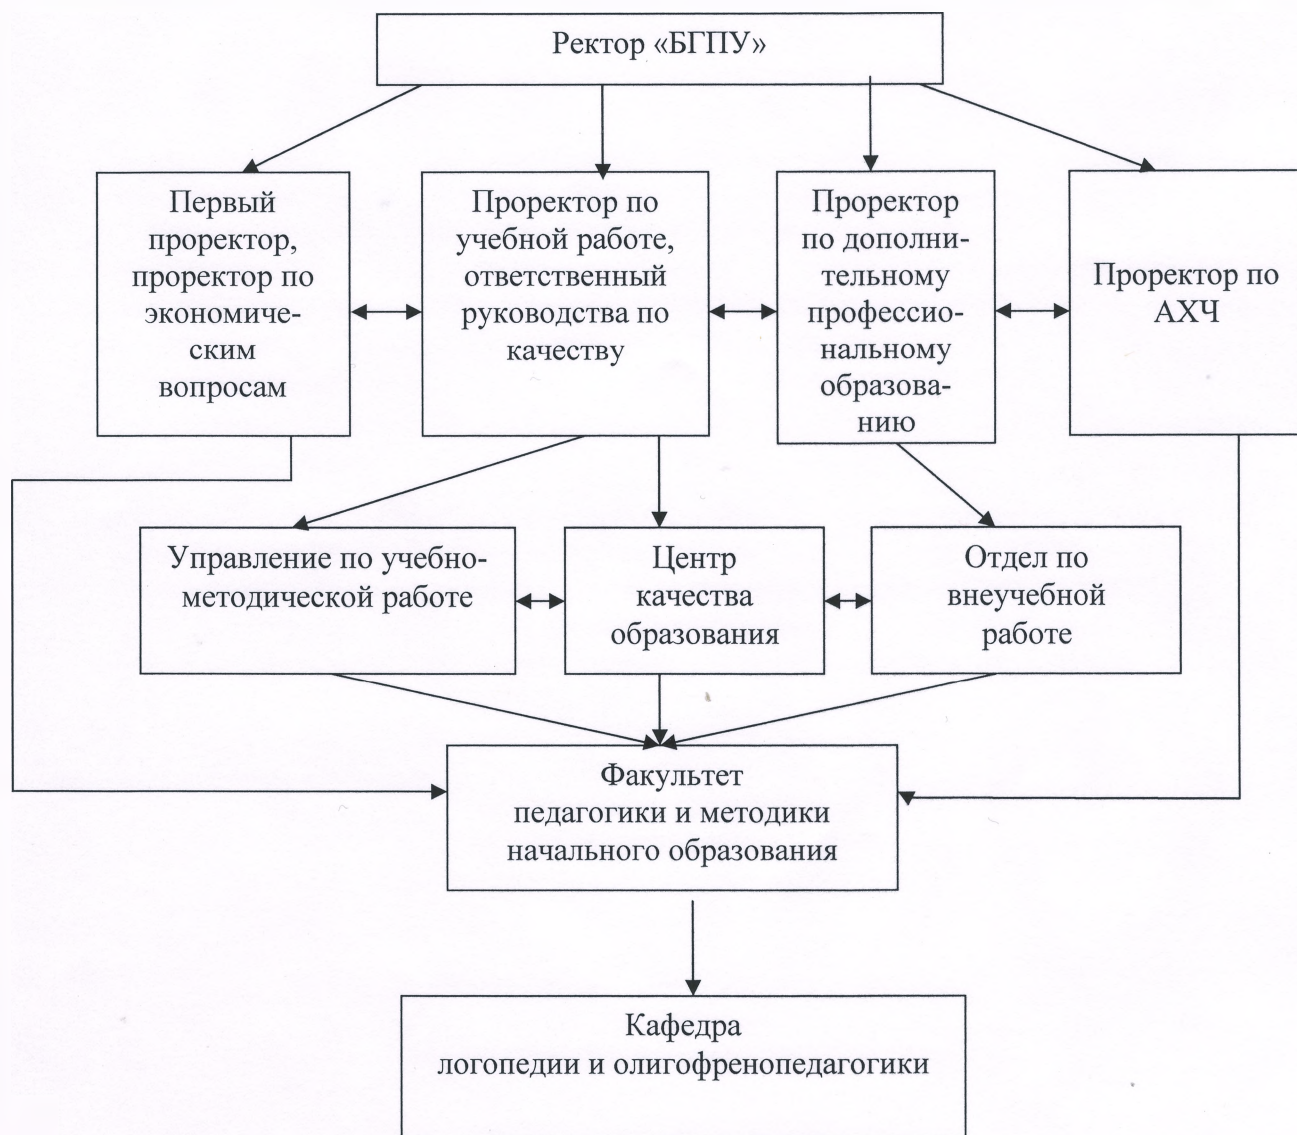 Ректор «БГПУ»
Первый
проректор,
проректор по
экономиче-
ским
вопросам
Проректор по
учебной работе,
ответственный
руководства по
качеству
Проректор
по дополни-
тельному
профессио-
нальному
образова-
нию
Проректор по
АХЧ
Управление по учебно-
методической работе
Центр
качества
образования
Отдел по
внеучебной
работе
Факультет
педагогики и методики
начального образования
Кафедра
логопедии и олигофренопедагогики